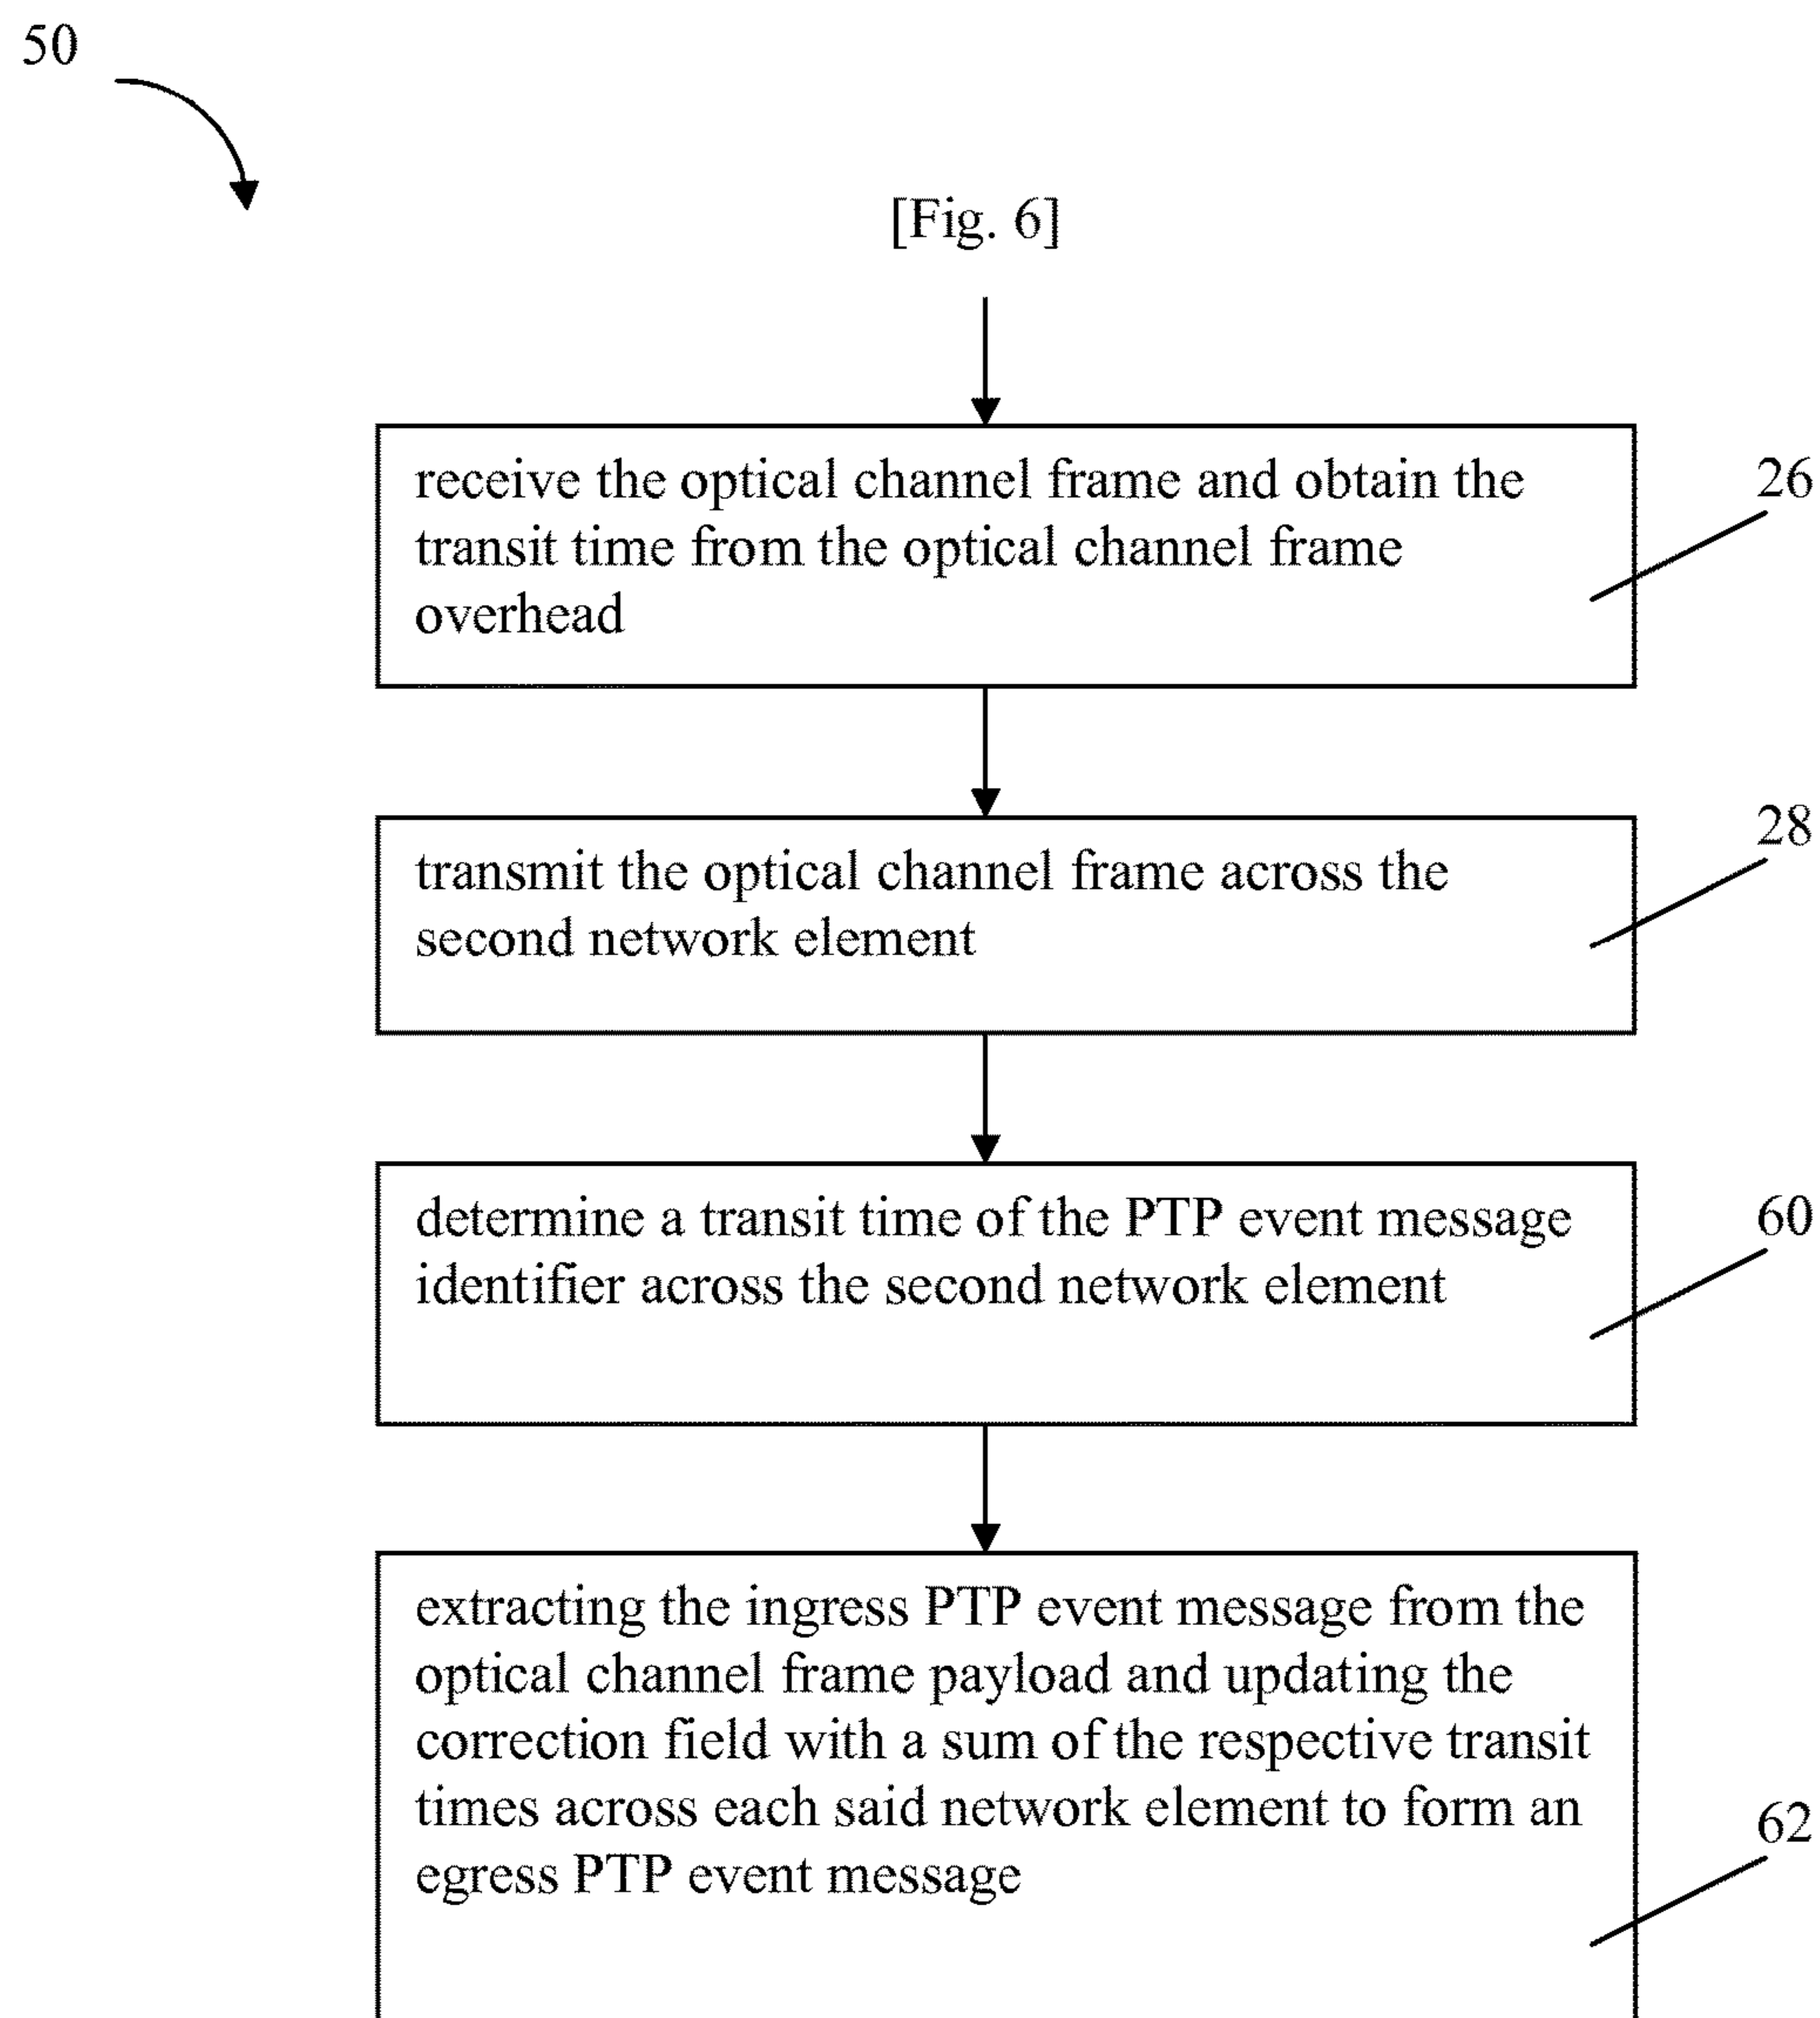 50
[Fig. 6]
receive the optical channel frame and obtain the
transit time from the optical channel frame
overhead
26
transmit the optical channel frame across the
second network element
28
determine a transit time of the PTP event message
identifier across the second network element
60
extracting the ingress PTP event message from the
optical channel frame payload and updating the
correction field with a sum of the respective transit
times across each said network element to form an
egress PTP event message
62